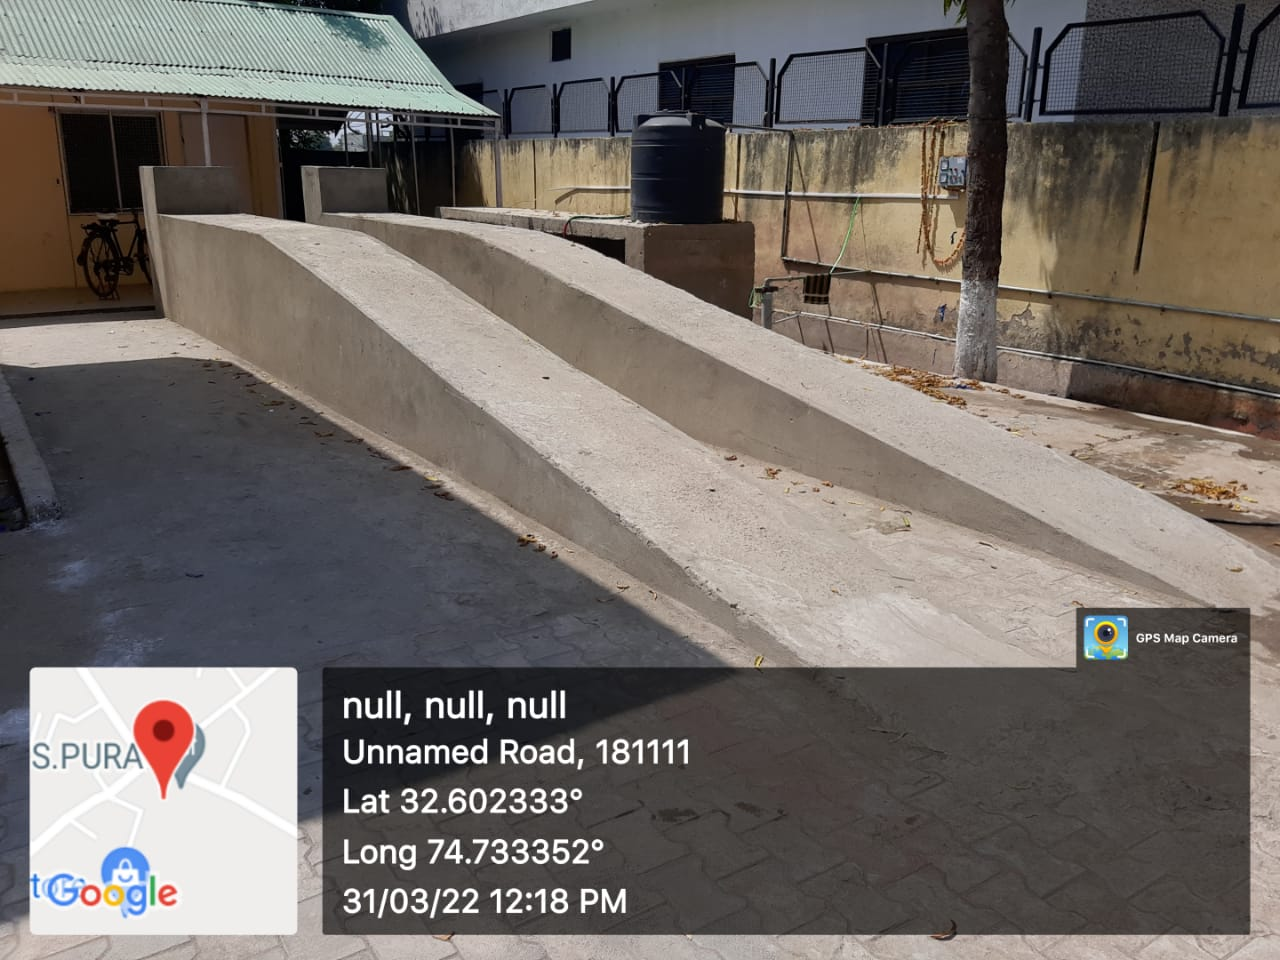 GPS Map Camera
S.PURA
Google
null, null, null
Unnamed Road, 181111
Lat 32.602333°
Long 74.733352°
31/03/22 12:18 PM